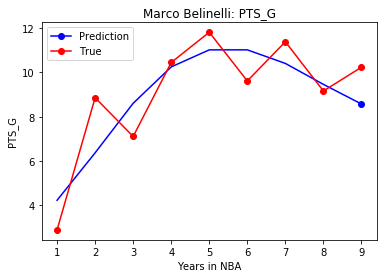 Marco Belinelli: PTS_G
Prediction
True
12
10
8
6
4
PTS_G
1 2 3 4 5 6 7 8 9
Years in NBA